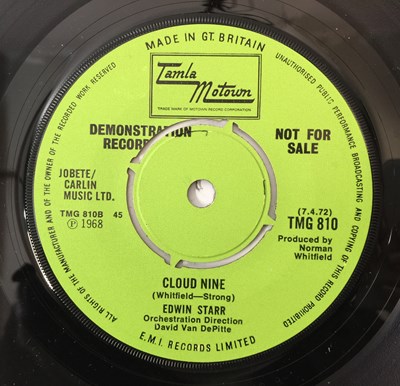 MADE IN GT. BRITAIN
Tamla
Motown
TRADE MARK OF MOTOWN RECORD CORPORATION
DEMONSTRATION
RECORD
NOT FOR
SALE
JOBETE/
CARLIN
MUSIC LTD.
TMG 810B 45
Ⓟ 1968
(7.4.72)
TMG 810
Produced by
Norman
Whitfield
CLOUD NINE
(Whitfield—Strong)
EDWIN STARR
Orchestration Direction
David Van DePitte
E.M.I. RECORDS LIMITED
ALL RIGHTS OF THE MANUFACTURER AND OF THE OWNER OF THE RECORDED WORK RESERVED
UNAUTHORISED PUBLIC PERFORMANCE BROADCASTING AND COPYING OF THIS RECORD PROHIBITED